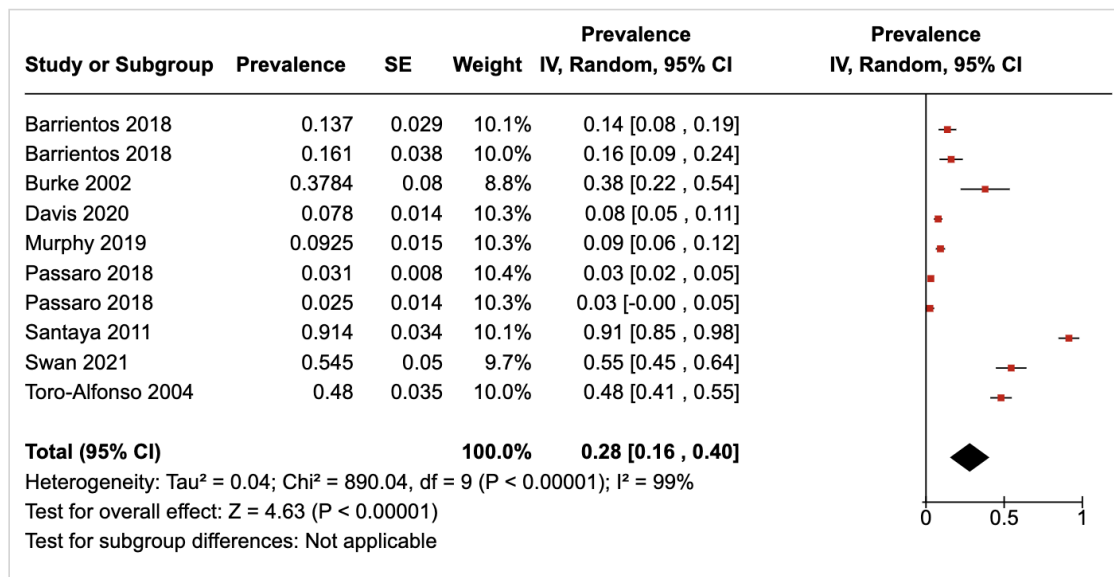 Prevalence Prevalence
Study or Subgroup Prevalence SE Weight IV, Random, 95% CI IV, Random, 95% CI
Barrientos 2018 0.137 0.029 10.1% 0.14 [0.08 , 0.19]
Barrientos 2018 0.161 0.038 10.0% 0.16 [0.09 , 0.24]
Burke 2002 0.3784 0.08 8.8% 0.38 [0.22 , 0.54]
Davis 2020 0.078 0.014 10.3% 0.08 [0.05 , 0.11]
Murphy 2019 0.0925 0.015 10.3% 0.09 [0.06 , 0.12]
Passaro 2018 0.031 0.008 10.4% 0.03 [0.02 , 0.05]
Passaro 2018 0.025 0.014 10.3% 0.03 [-0.00 , 0.05]
Santaya 2011 0.914 0.034 10.1% 0.91 [0.85 , 0.98]
Swan 2021 0.545 0.05 9.7% 0.55 [0.45 , 0.64]
Toro-Alfonso 2004 0.48 0.035 10.0% 0.48 [0.41 , 0.55]
Total (95% CI) 100.0% 0.28 [0.16 , 0.40]
Heterogeneity: Tau² = 0.04; Chi² = 890.04, df = 9 (P < 0.00001); I² = 99%
Test for overall effect: Z = 4.63 (P < 0.00001)
0 0.5 1
Test for subgroup differences: Not applicable